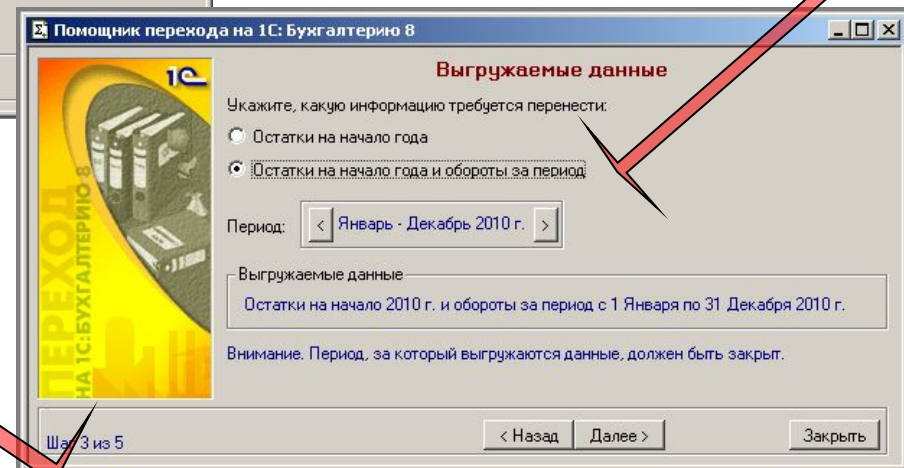 Помощник перехода на 1С: Бухгалтерию 8
1С
ПЕРЕХОД
НА 1С:БУХГАЛТЕРИЮ 8
Выгружаемые данные
Укажите, какую информацию требуется перенести:
Остатки на начало года
Остатки на начало года и обороты за период
Период: < Январь - Декабрь 2010 г. >
Выгружаемые данные
Остатки на начало 2010 г. и обороты за период с 1 Января по 31 Декабря 2010 г.
Внимание. Период, за который выгружаются данные, должен быть закрыт.
Шаг 3 из 5
< Назад
Далее >
Закрыть